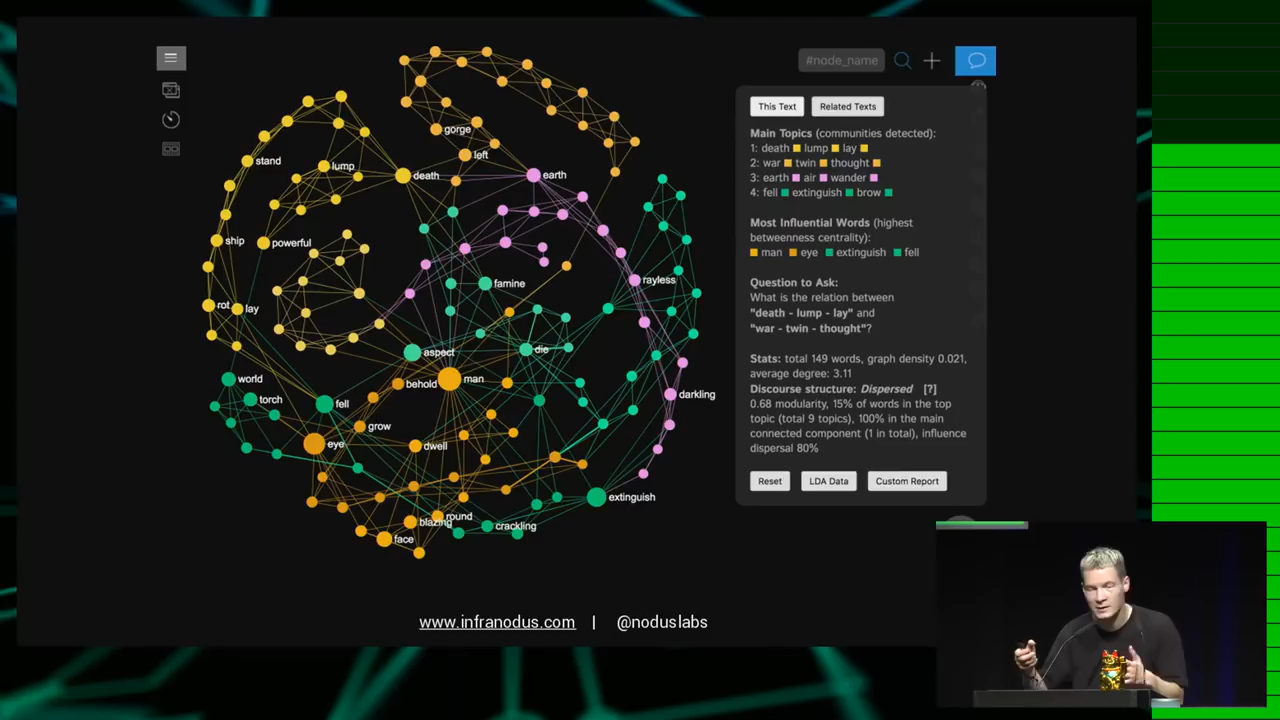 #node_name
gorge
left
earth
stand
lump
death
ship
powerful
famine
rayless
rot
lay
aspect
die
world
behold
man
torch
darkling
fell
grow
eye
dwell
extinguish
round
blazing
crackling
face
This Text
Related Texts
Main Topics (communities detected):
1: death lump lay
2: war twin thought
3: earth air wander
4: fell extinguish brow
Most Influential Words (highest
betweenness centrality):
man eye extinguish fell
Question to Ask:
What is the relation between
"death - lump - lay" and
"war - twin - thought"?
Stats: total 149 words, graph density 0.021,
average degree: 3.11
Discourse structure: Dispersed [?]
0.68 modularity, 15% of words in the top
topic (total 9 topics), 100% in the main
connected component (1 in total), influence
dispersal 80%
Reset
LDA Data
Custom Report
www.infranodus.com | @noduslabs